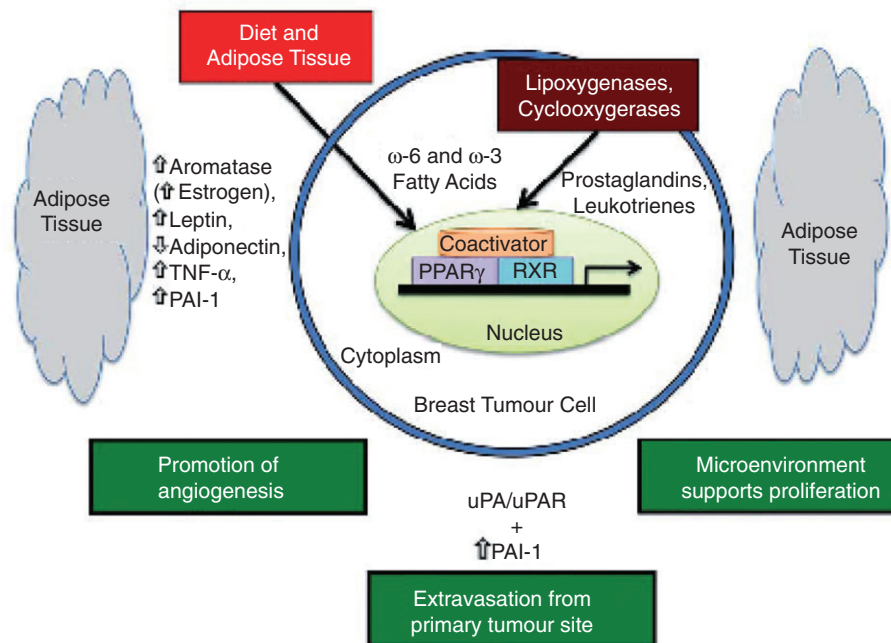 Diet and
Adipose Tissue
Lipoxygenases,
Cyclooxygerases
Adipose
Tissue
⇧Aromatase
(⇧Estrogen),
⇧Leptin,
⇩Adiponectin,
⇧TNF-α,
⇧PAI-1
ω-6 and ω-3
Fatty Acids
Prostaglandins,
Leukotrienes
Coactivator
PPARγ RXR
Nucleus
Cytoplasm
Breast Tumour Cell
Adipose
Tissue
Promotion of
angiogenesis
Microenvironment
supports proliferation
uPA/uPAR
+
⇧PAI-1
Extravasation from
primary tumour site